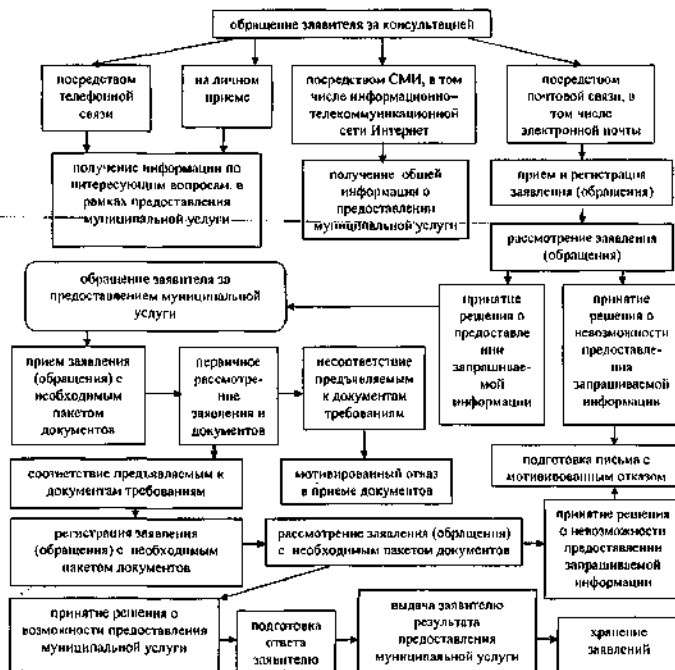 обращение заявителя за консультацией
посредством
телефонной
связи
на личном
приеме
посредством СМИ, в том
числе информационно–
телекоммуникационной
сети Интернет
посредством
почтовой связи, в
том числе
электронной почты
получение информации по
интересующим вопросам, в
рамках предоставления
муниципальной услуги
получение общей
информации о
предоставлении
муниципальной услуги
прием и регистрация
заявления (обращения)
рассмотрение заявления
(обращения)
обращение заявителя за
предоставлением муниципальной
услуги
принятие
решения о
предоставле
нии
запрашивае
мой
информации
принятие
решения о
невозможности
предоставле-
ния
запрашиваемой
информации
прием заявления
(обращения) с
необходимым
пакетом
документов
первичное
рассмотре-
ние
заявления и
документов
несоответствие
предъявляемым
к документам
требованиям
соответствие предъявляемым к
документам требованиям
мотивированный отказ
в приеме документов
подготовка письма с
мотивированным отказом
регистрация заявления
(обращения) с необходимым
пакетом документов
рассмотрение заявления (обращения)
с необходимым пакетом документов
принятие решения
о невозможности
предоставления
запрашиваемой
информации
принятие решения о
возможности предоставления
муниципальной услуги
подготовка
ответа
заявителю
выдача заявителю
результата
предоставления
муниципальной услуги
хранение
заявлений